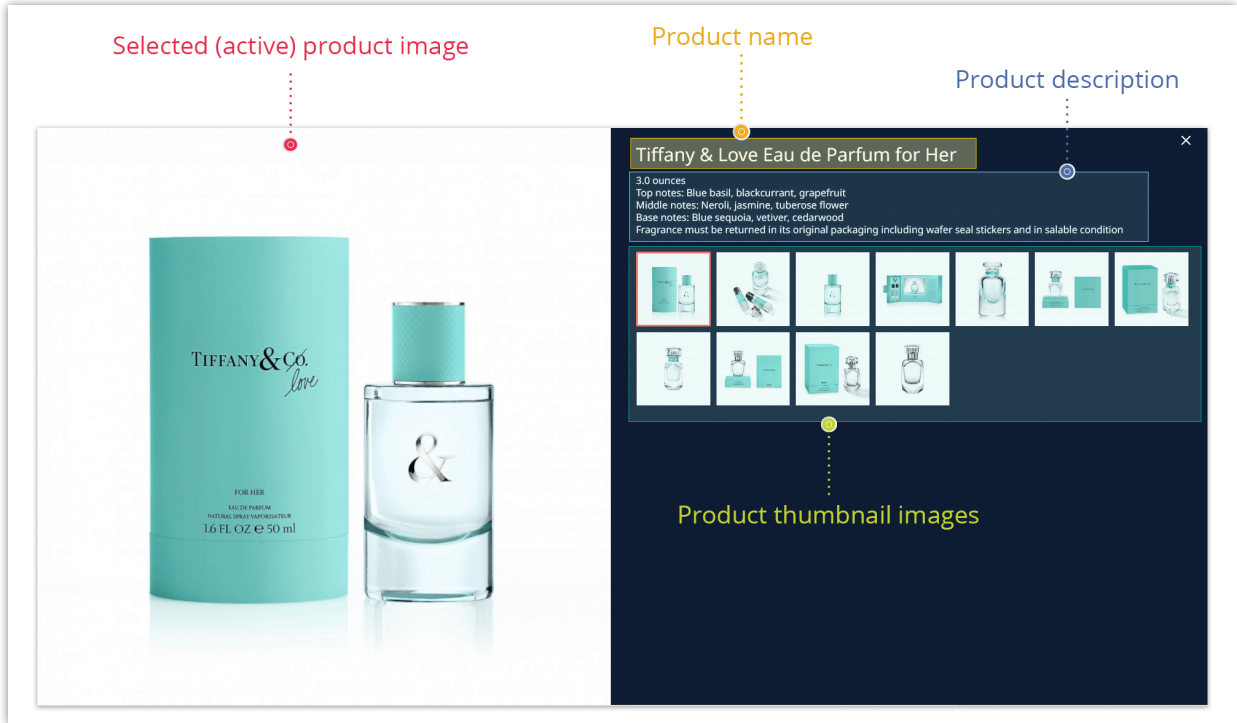 Selected (active) product image
Product name
Product description
Tiffany & Love Eau de Parfum for Her
3.0 ounces
Top notes: Blue basil, blackcurrant, grapefruit
Middle notes: Neroli, jasmine, tuberose flower
Base notes: Blue sequoia, vetiver, cedarwood
Fragrance must be returned in its original packaging including wafer seal stickers and in salable condition
TIFFANY & CO.
love
&
FOR HER
EAU DE PARFUM
NATURAL SPRAY VAPORISATEUR
1.6 FL OZ ℮ 50 ml
Product thumbnail images